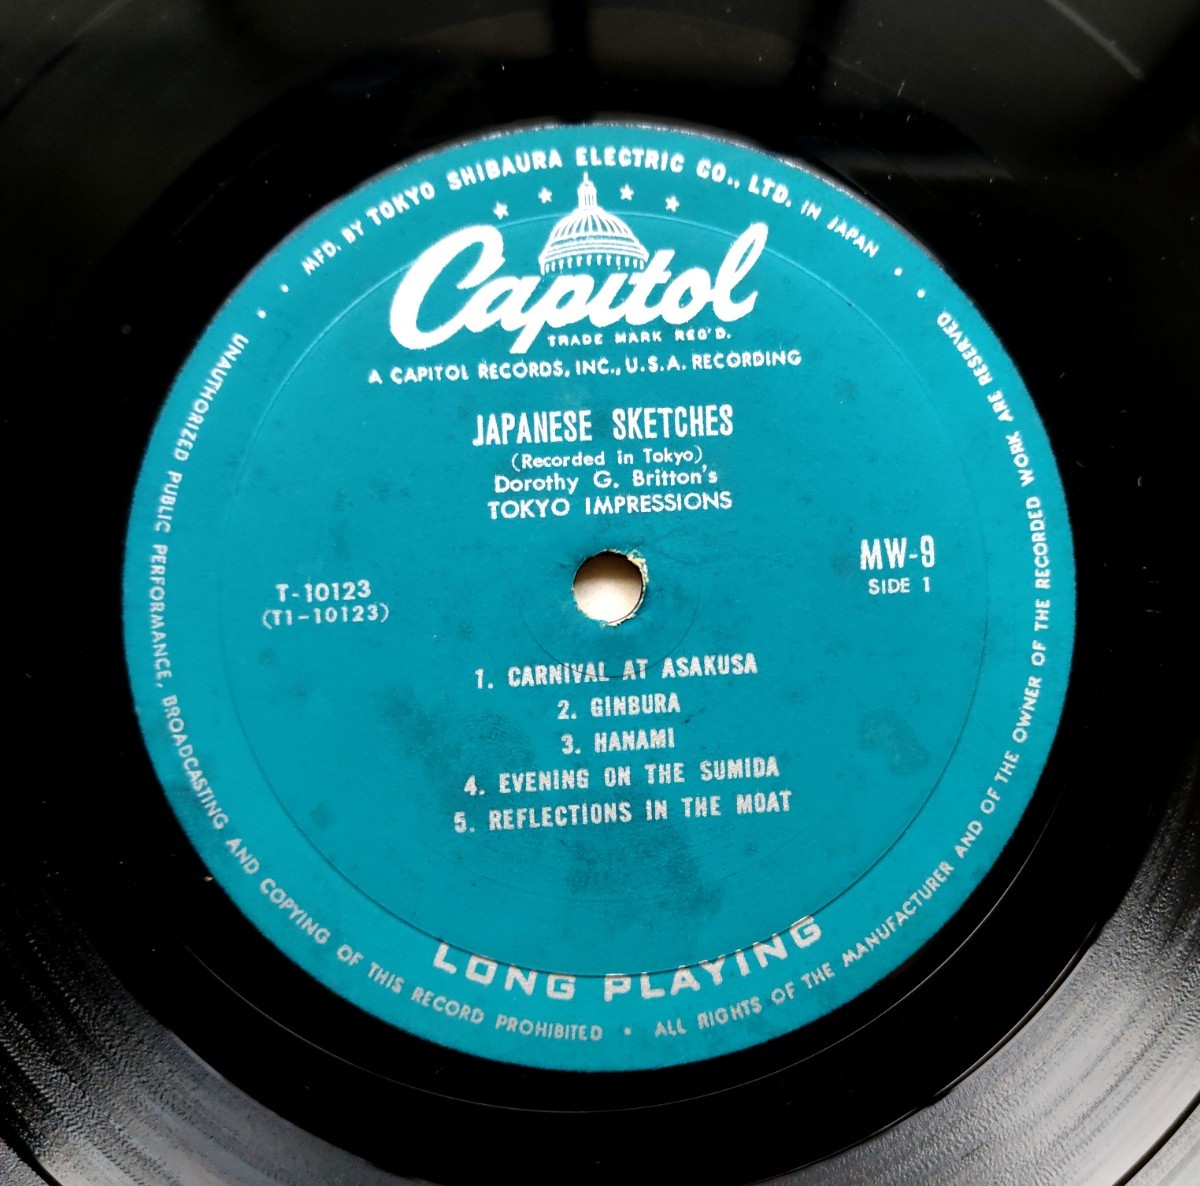 MFD. BY TOKYO SHIBAURA ELECTRIC CO., LTD. IN JAPAN
Capitol
TRADE MARK REG'D.
A CAPITOL RECORDS, INC., U.S.A. RECORDING
JAPANESE SKETCHES
(Recorded in Tokyo)
Dorothy G. Britton's
TOKYO IMPRESSIONS
MW-9
SIDE 1
T-10123
(T1-10123)
1. CARNIVAL AT ASAKUSA
2. GINBURA
3. HANAMI
4. EVENING ON THE SUMIDA
5. REFLECTIONS IN THE MOAT
LONG PLAYING
UNAUTHORIZED PUBLIC PERFORMANCE, BROADCASTING AND COPYING OF THIS RECORD PROHIBITED • ALL RIGHTS OF THE MANUFACTURER AND OF THE OWNER OF THE RECORDED WORK ARE RESERVED